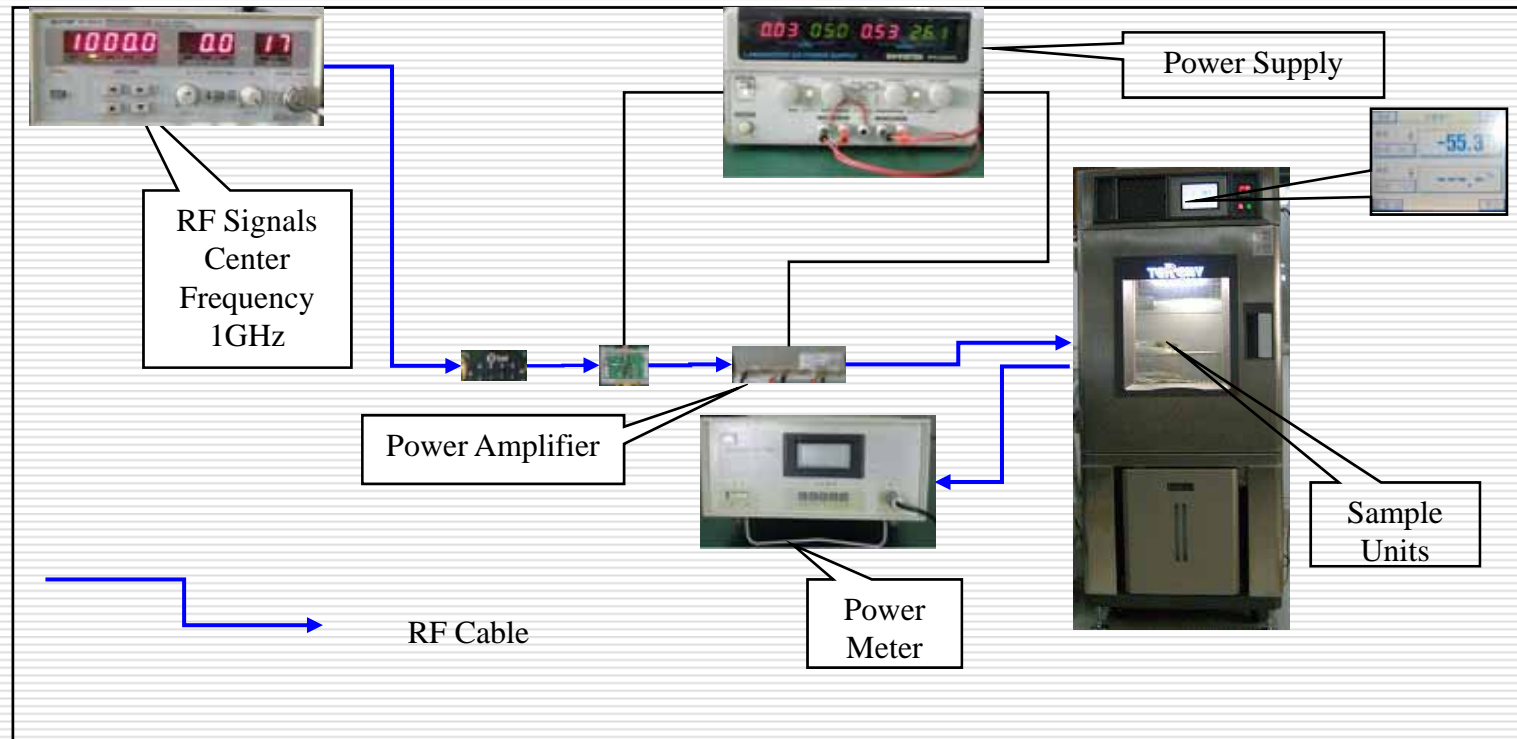 1000.0 0.0 17
0.03 05.0 0.53 26.1
Power Supply
-55.3
RF Signals
Center
Frequency
1GHz
Power Amplifier
Sample
Units
Power
Meter
RF Cable